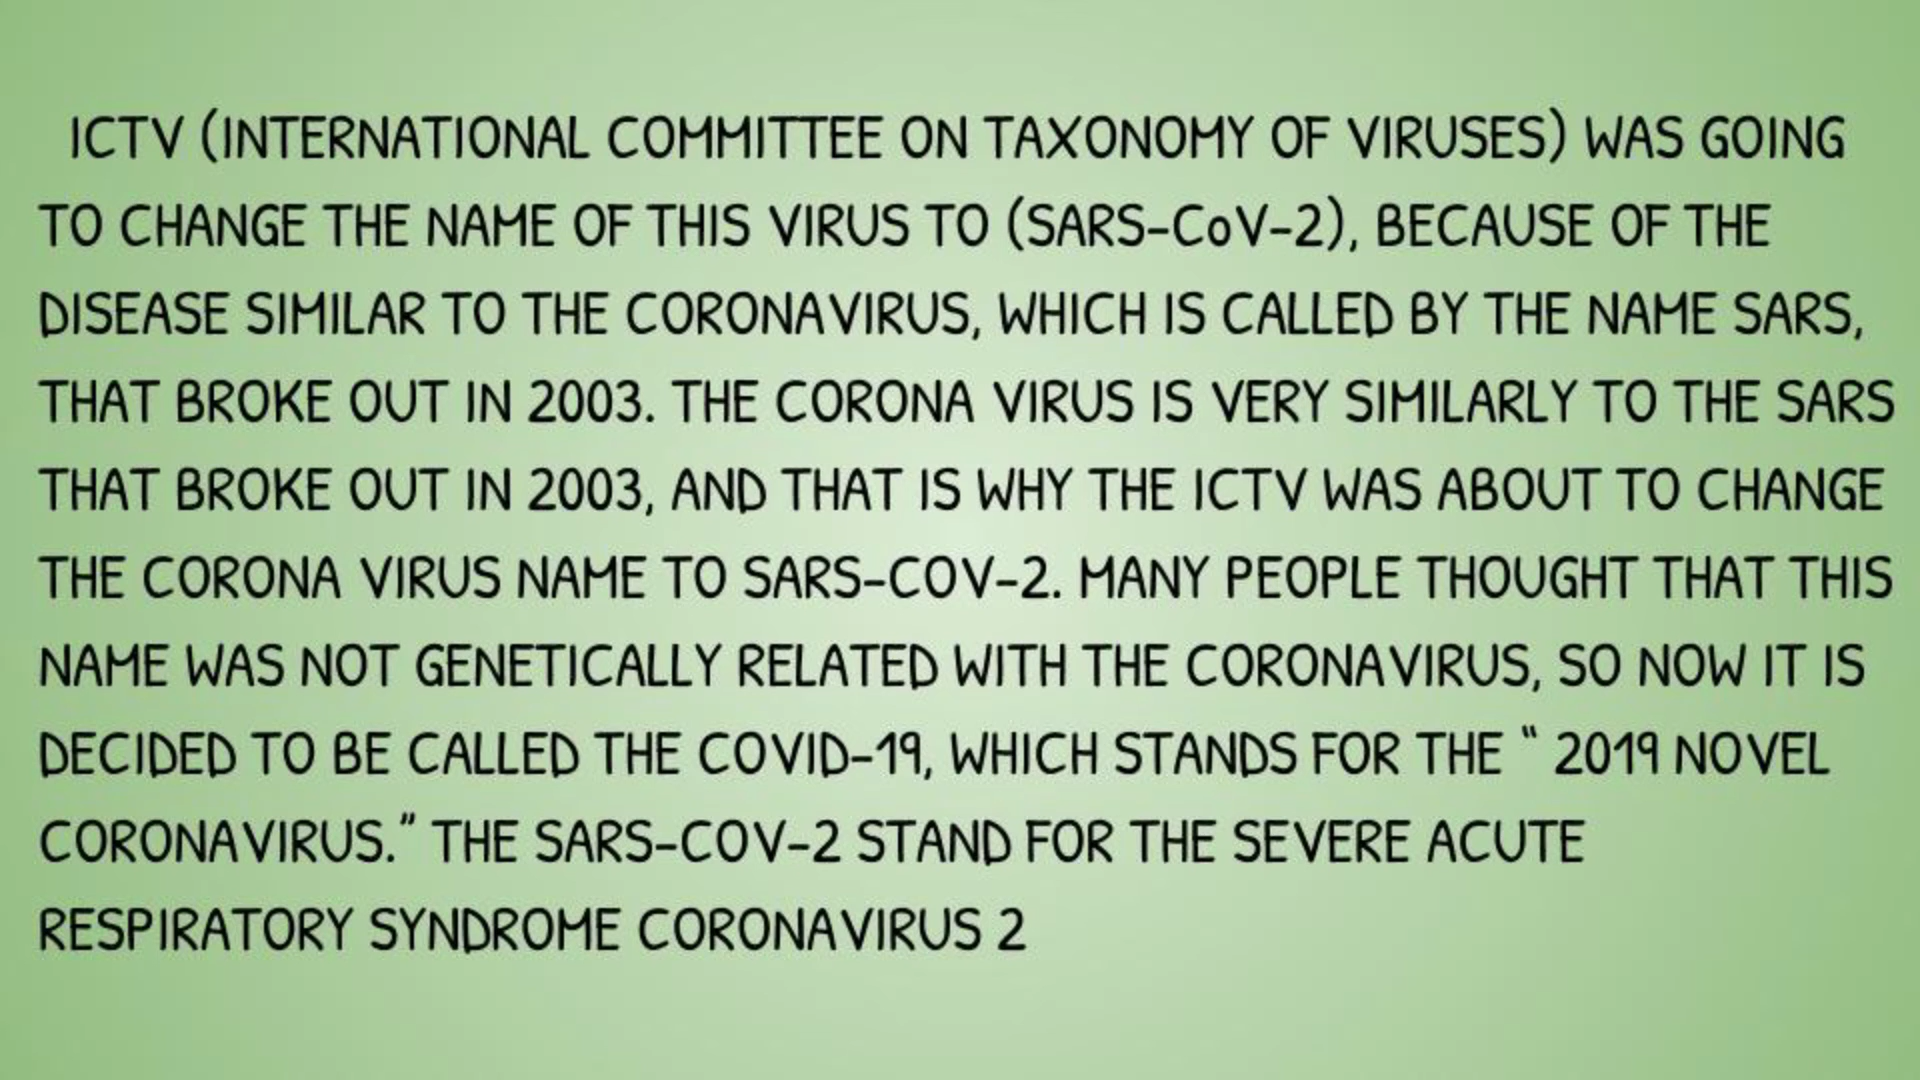 ICTV (INTERNATIONAL COMMITTEE ON TAXONOMY OF VIRUSES) WAS GOING
TO CHANGE THE NAME OF THIS VIRUS TO (SARS-CoV-2), BECAUSE OF THE
DISEASE SIMILAR TO THE CORONAVIRUS, WHICH IS CALLED BY THE NAME SARS,
THAT BROKE OUT IN 2003. THE CORONA VIRUS IS VERY SIMILARLY TO THE SARS
THAT BROKE OUT IN 2003, AND THAT IS WHY THE ICTV WAS ABOUT TO CHANGE
THE CORONA VIRUS NAME TO SARS-COV-2. MANY PEOPLE THOUGHT THAT THIS
NAME WAS NOT GENETICALLY RELATED WITH THE CORONAVIRUS, SO NOW IT IS
DECIDED TO BE CALLED THE COVID-19, WHICH STANDS FOR THE “ 2019 NOVEL
CORONAVIRUS.” THE SARS-COV-2 STAND FOR THE SEVERE ACUTE
RESPIRATORY SYNDROME CORONAVIRUS 2